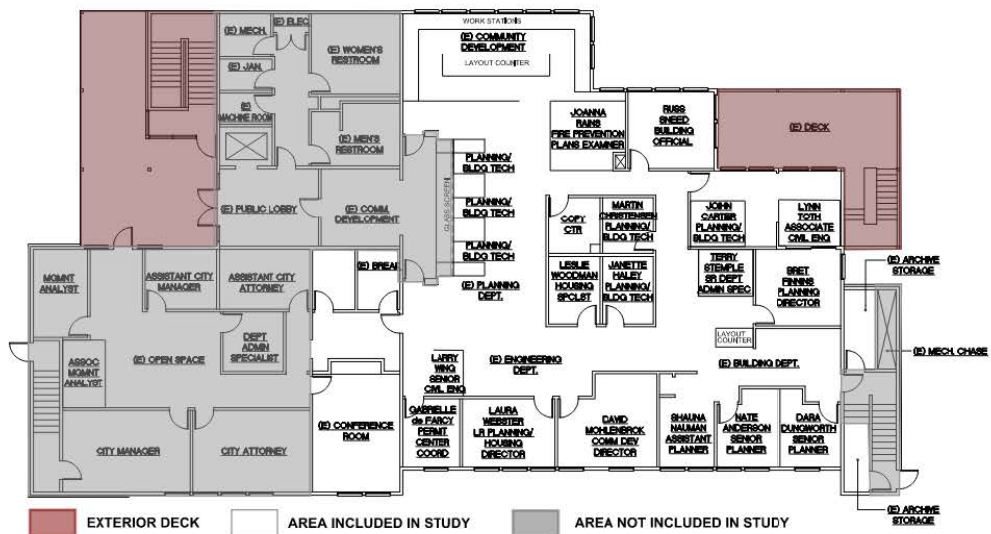 WORK STATIONS
(E) COMMUNITY
DEVELOPMENT
LAYOUT COUNTER
(E) MECH.
(E) ELEC.
(E) WOMEN'S
RESTROOM
(E) JAN.
(E)
MACHINE ROOM
(E) MEN'S
RESTROOM
JOANNA
RAINS
FIRE PREVENTION
PLANS EXAMINER
RUSS
SNEED
BUILDING
OFFICIAL
(E) DECK
PLANNING/
BLDG TECH
PLANNING/
BLDG TECH
PLANNING/
BLDG TECH
GLASS SCREEN
(E) PUBLIC LOBBY
(E) COMM.
DEVELOPMENT
COPY
CTR
MARTIN
CHRISTENSEN
PLANNING/
BLDG TECH
JOHN
CARTER
PLANNING/
BLDG TECH
LYNN
TOTH
ASSOCIATE
CIVIL ENG
MGMNT
ANALYST
ASSISTANT CITY
MANAGER
ASSISTANT CITY
ATTORNEY
(E) BREAK
(E) PLANNING
DEPT.
LESLIE
WOODMAN
HOUSING
SPCLST
JANETTE
HALEY
PLANNING/
BLDG TECH
TERRY
STEMPLE
SR DEPT
ADMIN SPEC
BRET
FINNING
PLANNING
DIRECTOR
(E) ARCHIVE
STORAGE
LAYOUT
COUNTER
(E) MECH. CHASE
DEPT
ADMIN
SPECIALIST
ASSOC
MGMNT
ANALYST
(E) OPEN SPACE
LARRY
WING
SENIOR
CIVIL ENG
(E) ENGINEERING
DEPT.
(E) BUILDING DEPT.
(E) CONFERENCE
ROOM
GABRIELLE
de FARCY
PERMIT
CENTER
COORD
LAURA
WEBSTER
LR PLANNING/
HOUSING
DIRECTOR
DAVID
MOHLENBROK
COMM DEV
DIRECTOR
SHAUNA
NAUMAN
ASSISTANT
PLANNER
NATE
ANDERSON
SENIOR
PLANNER
DARA
DUNGWORTH
SENIOR
PLANNER
CITY MANAGER
CITY ATTORNEY
(E) ARCHIVE
STORAGE
EXTERIOR DECK
AREA INCLUDED IN STUDY
AREA NOT INCLUDED IN STUDY